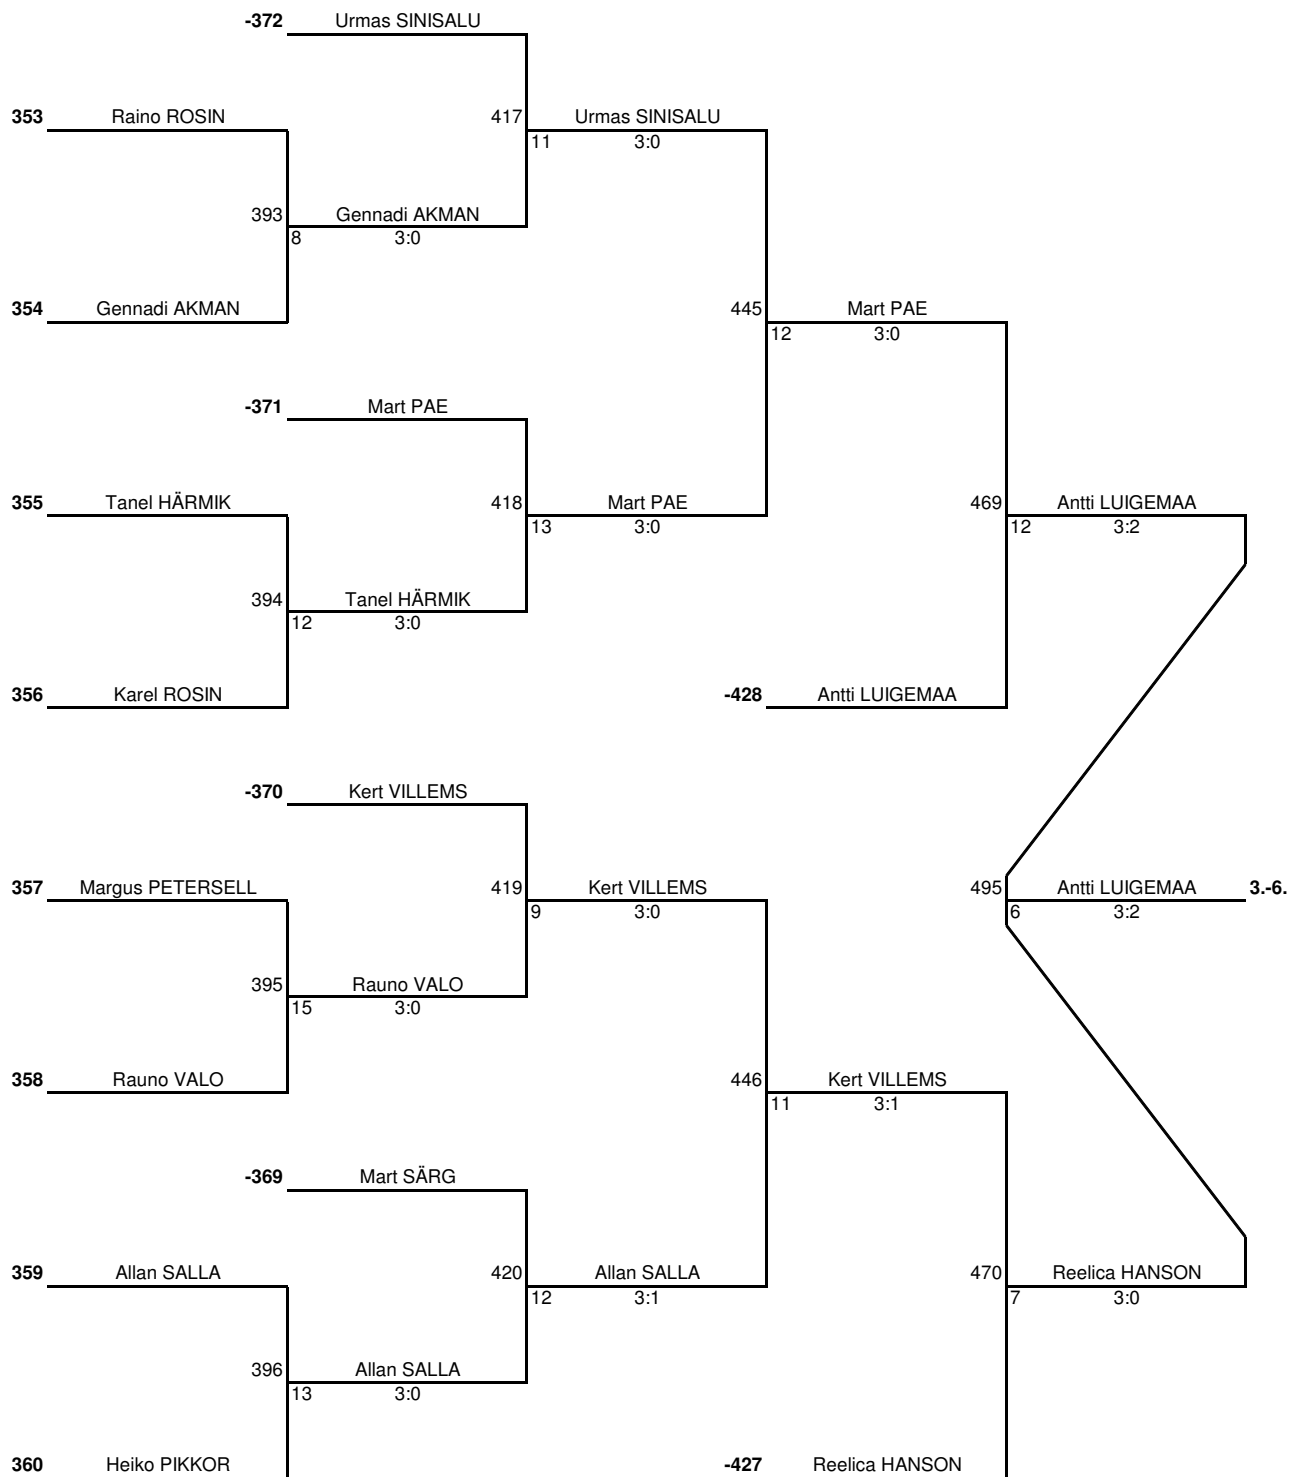 -372 Urmas SINISALU
353 Raino ROSIN 417 Urmas SINISALU
11 3:0
393 Gennadi AKMAN
8 3:0
354 Gennadi AKMAN 445 Mart PAE
12 3:0
-371 Mart PAE
355 Tanel HÄRMIK 418 Mart PAE 469 Antti LUIGEMAA
13 3:0 12 3:2
394 Tanel HÄRMIK
12 3:0
356 Karel ROSIN -428 Antti LUIGEMAA
-370 Kert VILLEMS
357 Margus PETERSELL 419 Kert VILLEMS 495 Antti LUIGEMAA 3.-6.
9 3:0 6 3:2
395 Rauno VALO
15 3:0
358 Rauno VALO 446 Kert VILLEMS
11 3:1
-369 Mart SÄRG
359 Allan SALLA 420 Allan SALLA 470 Reelica HANSON
12 3:1 7 3:0
396 Allan SALLA
13 3:0
360 Heiko PIKKOR -427 Reelica HANSON